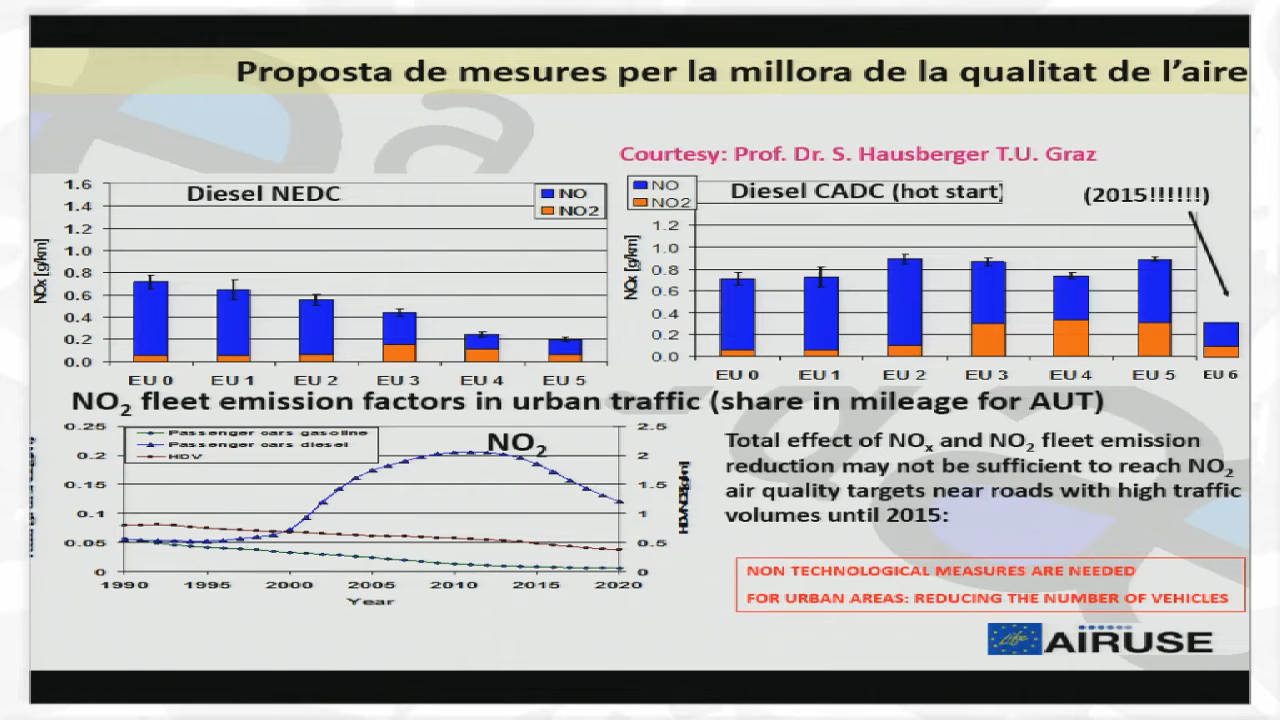 Proposta de mesures per la millora de la qualitat de l'aire
Courtesy: Prof. Dr. S. Hausberger T.U. Graz
Diesel NEDC
NO
NO2
NOx [g/km]
1.6
1.4
1.2
1.0
0.8
0.6
0.4
0.2
0.0
EU 0 EU 1 EU 2 EU 3 EU 4 EU 5
Diesel CADC (hot start)
(2015!!!!!!)
NO
NO2
NOx [g/km]
1.2
1.0
0.8
0.6
0.4
0.2
0.0
EU 0 EU 1 EU 2 EU 3 EU 4 EU 5 EU 6
NO₂ fleet emission factors in urban traffic (share in mileage for AUT)
Passenger cars gasoline
Passenger cars diesel
HDV
NO₂
0.25
0.2
0.15
0.1
0.05
0
2.5
2
1.5
1
0.5
0
1990 1995 2000 2005 2010 2015 2020
Year
Total effect of NOₓ and NO₂ fleet emission
reduction may not be sufficient to reach NO₂
air quality targets near roads with high traffic
volumes until 2015:
NON TECHNOLOGICAL MEASURES ARE NEEDED
FOR URBAN AREAS: REDUCING THE NUMBER OF VEHICLES
Life
AIRUSE